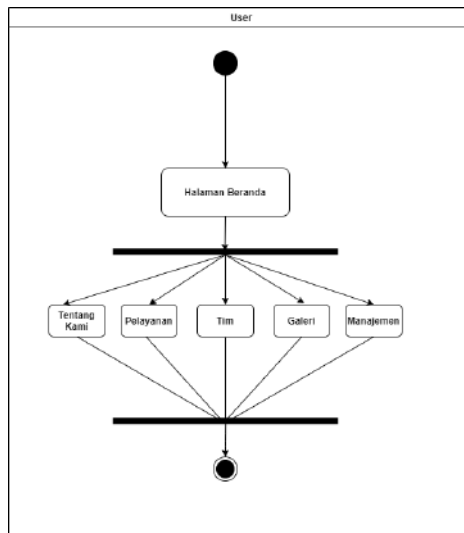 User
Halaman Beranda
Tentang
Kami
Pelayanan
Tim
Galeri
Manajemen